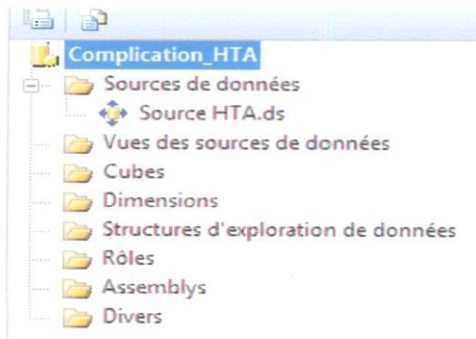 Complication_HTA
Sources de données
Source HTA.ds
Vues des sources de données
Cubes
Dimensions
Structures d'exploration de données
Rôles
Assemblys
Divers